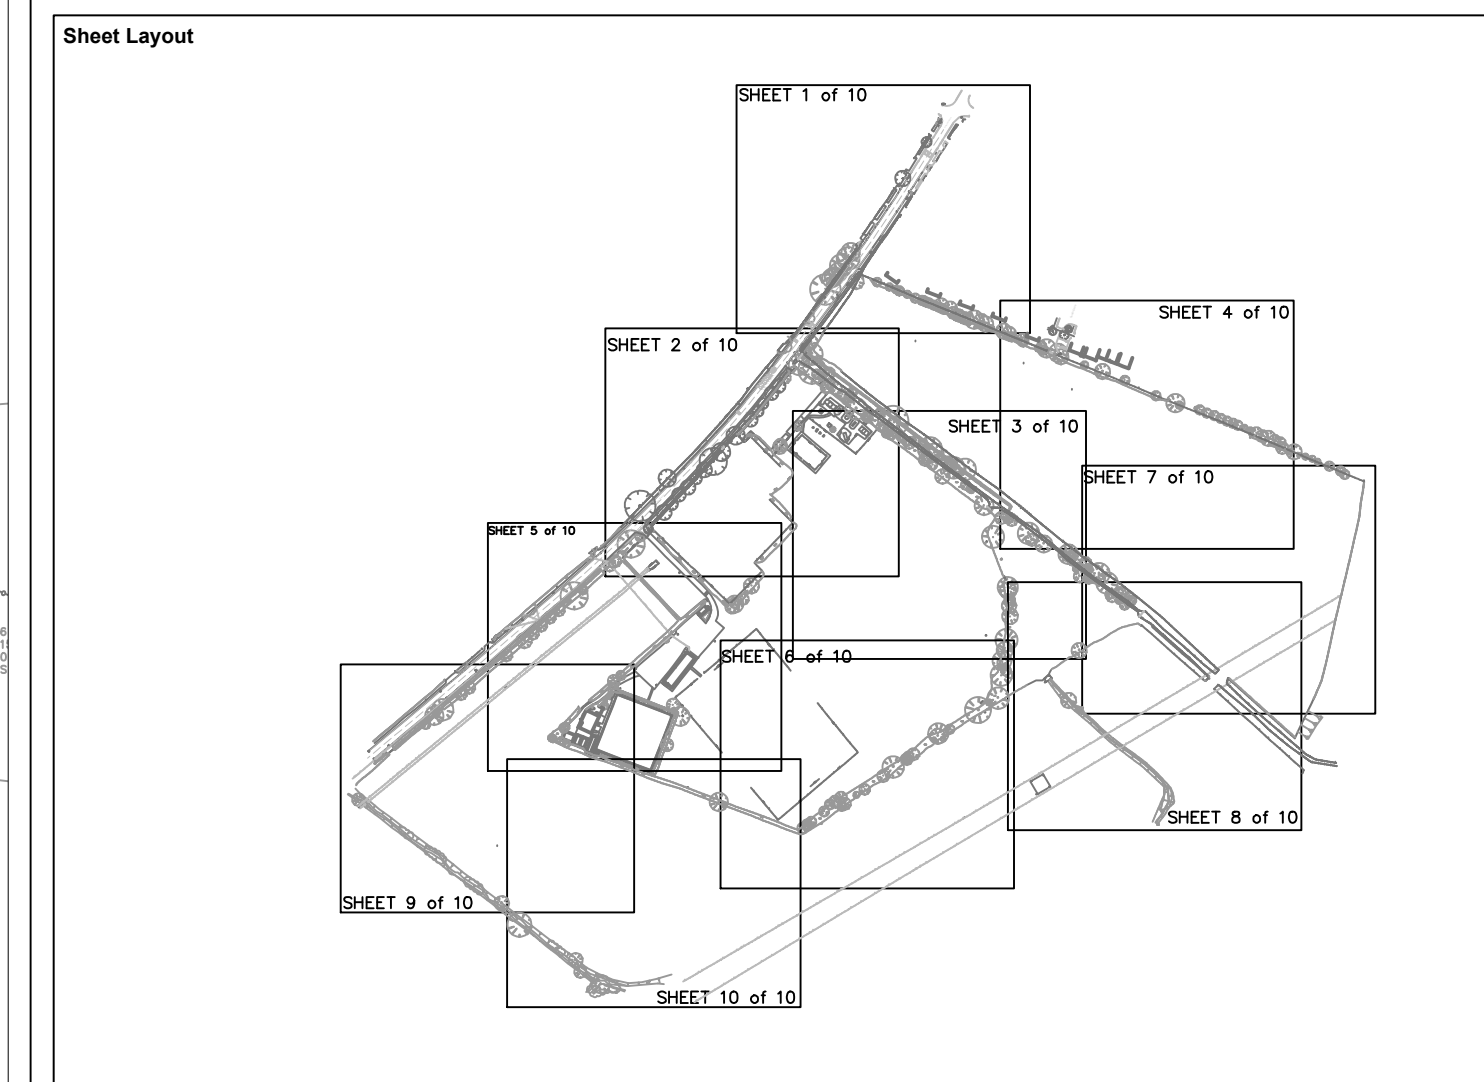 Sheet Layout
SHEET 1 of 10
SHEET 4 of 10
SHEET 2 of 10
SHEET 3 of 10
SHEET 7 of 10
SHEET 5 of 10
SHEET 6 of 10
SHEET 8 of 10
SHEET 9 of 10
SHEET 10 of 10